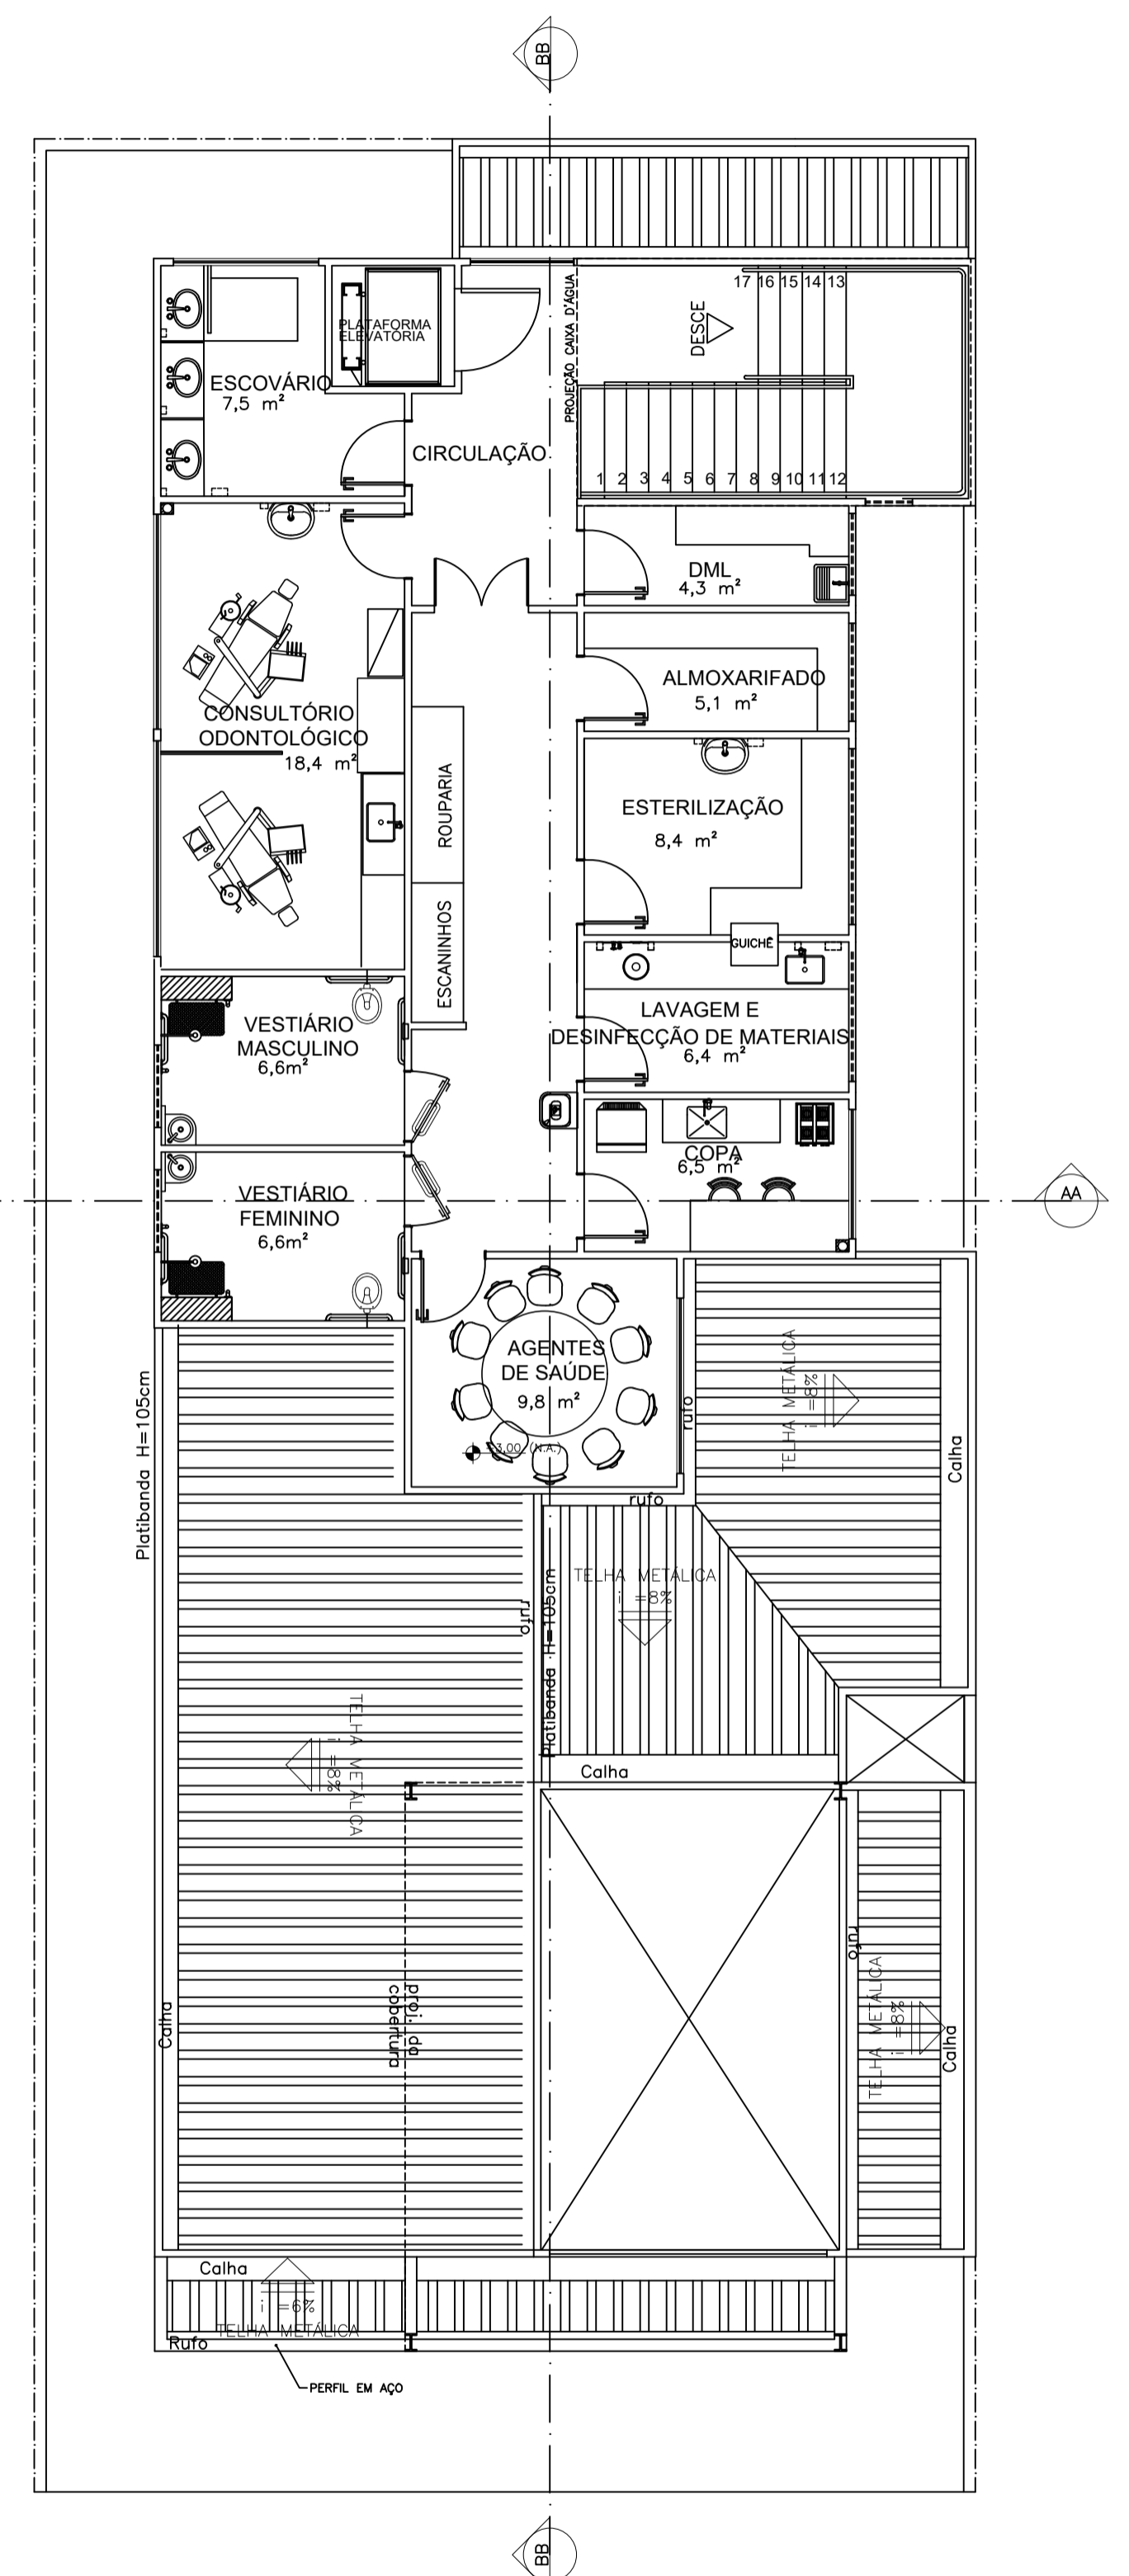 BB
PLATAFORMA
ELEVATÓRIA
PROJEÇÃO CAIXA D'ÁGUA
DESCE
17 16 15 14 13
ESCOVÁRIO
7,5 m²
CIRCULAÇÃO
1 2 3 4 5 6 7 8 9 10 11 12
DML
4,3 m²
ALMOXARIFADO
5,1 m²
CONSULTÓRIO
ODONTOLÓGICO
18,4 m²
ROUPARIA
ESTERILIZAÇÃO
8,4 m²
ESCANINHOS
GUICHÊ
LAVAGEM E
DESINFECÇÃO DE MATERIAIS
6,4 m²
VESTIÁRIO
MASCULINO
6,6m²
COPA
6,5 m²
VESTIÁRIO
FEMININO
6,6m²
AA
AGENTES
DE SAÚDE
9,8 m²
3,00 (N.A.)
Platibanda H=105cm
rufo
TELHA METÁLICA
i =8%
Calha
rufo
TELHA METÁLICA
i =8%
rufo
Platibanda H=105cm
TELHA METÁLICA
i =8%
Calha
proj. da
cobertura
Calha
rufo
TELHA METÁLICA
i =8%
Calha
Calha
i =6%
TELHA METÁLICA
Rufo
PERFIL EM AÇO
BB